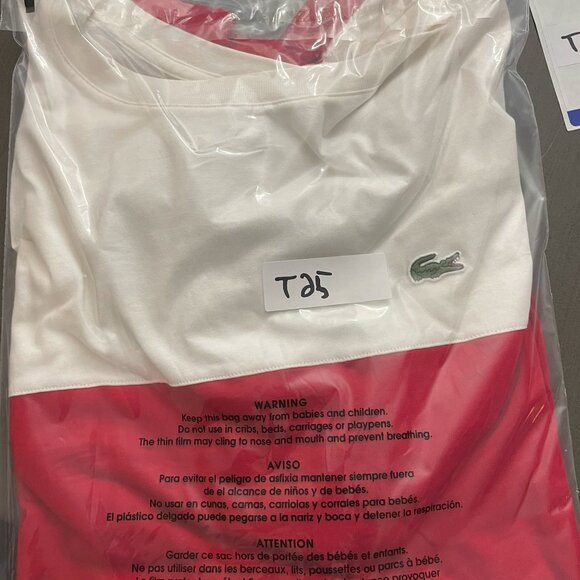 T
T25
WARNING
Keep this bag away from babies and children.
Do not use in cribs, beds, carriages or playpens.
The thin film may cling to nose and mouth and prevent breathing.
AVISO
Para evitar el peligro de asfixia mantener siempre fuera
de el alcance de niños y de bebés.
No usar en cunas, camas, carriolas y corrales para bebés.
El plástico delgado puede pegarse a la nariz y boca y detener la respiración.
ATTENTION
Garder ce sac hors de portée des bébés et enfants.
Ne pas utiliser dans les berceaux, lits, poussettes ou parcs à bébé.
provoquer